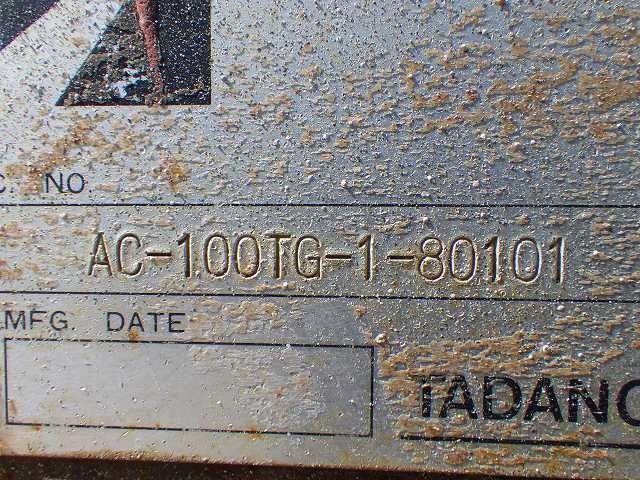 C. NO
AC-100TG-1-80101
MFG. DATE
TADANO